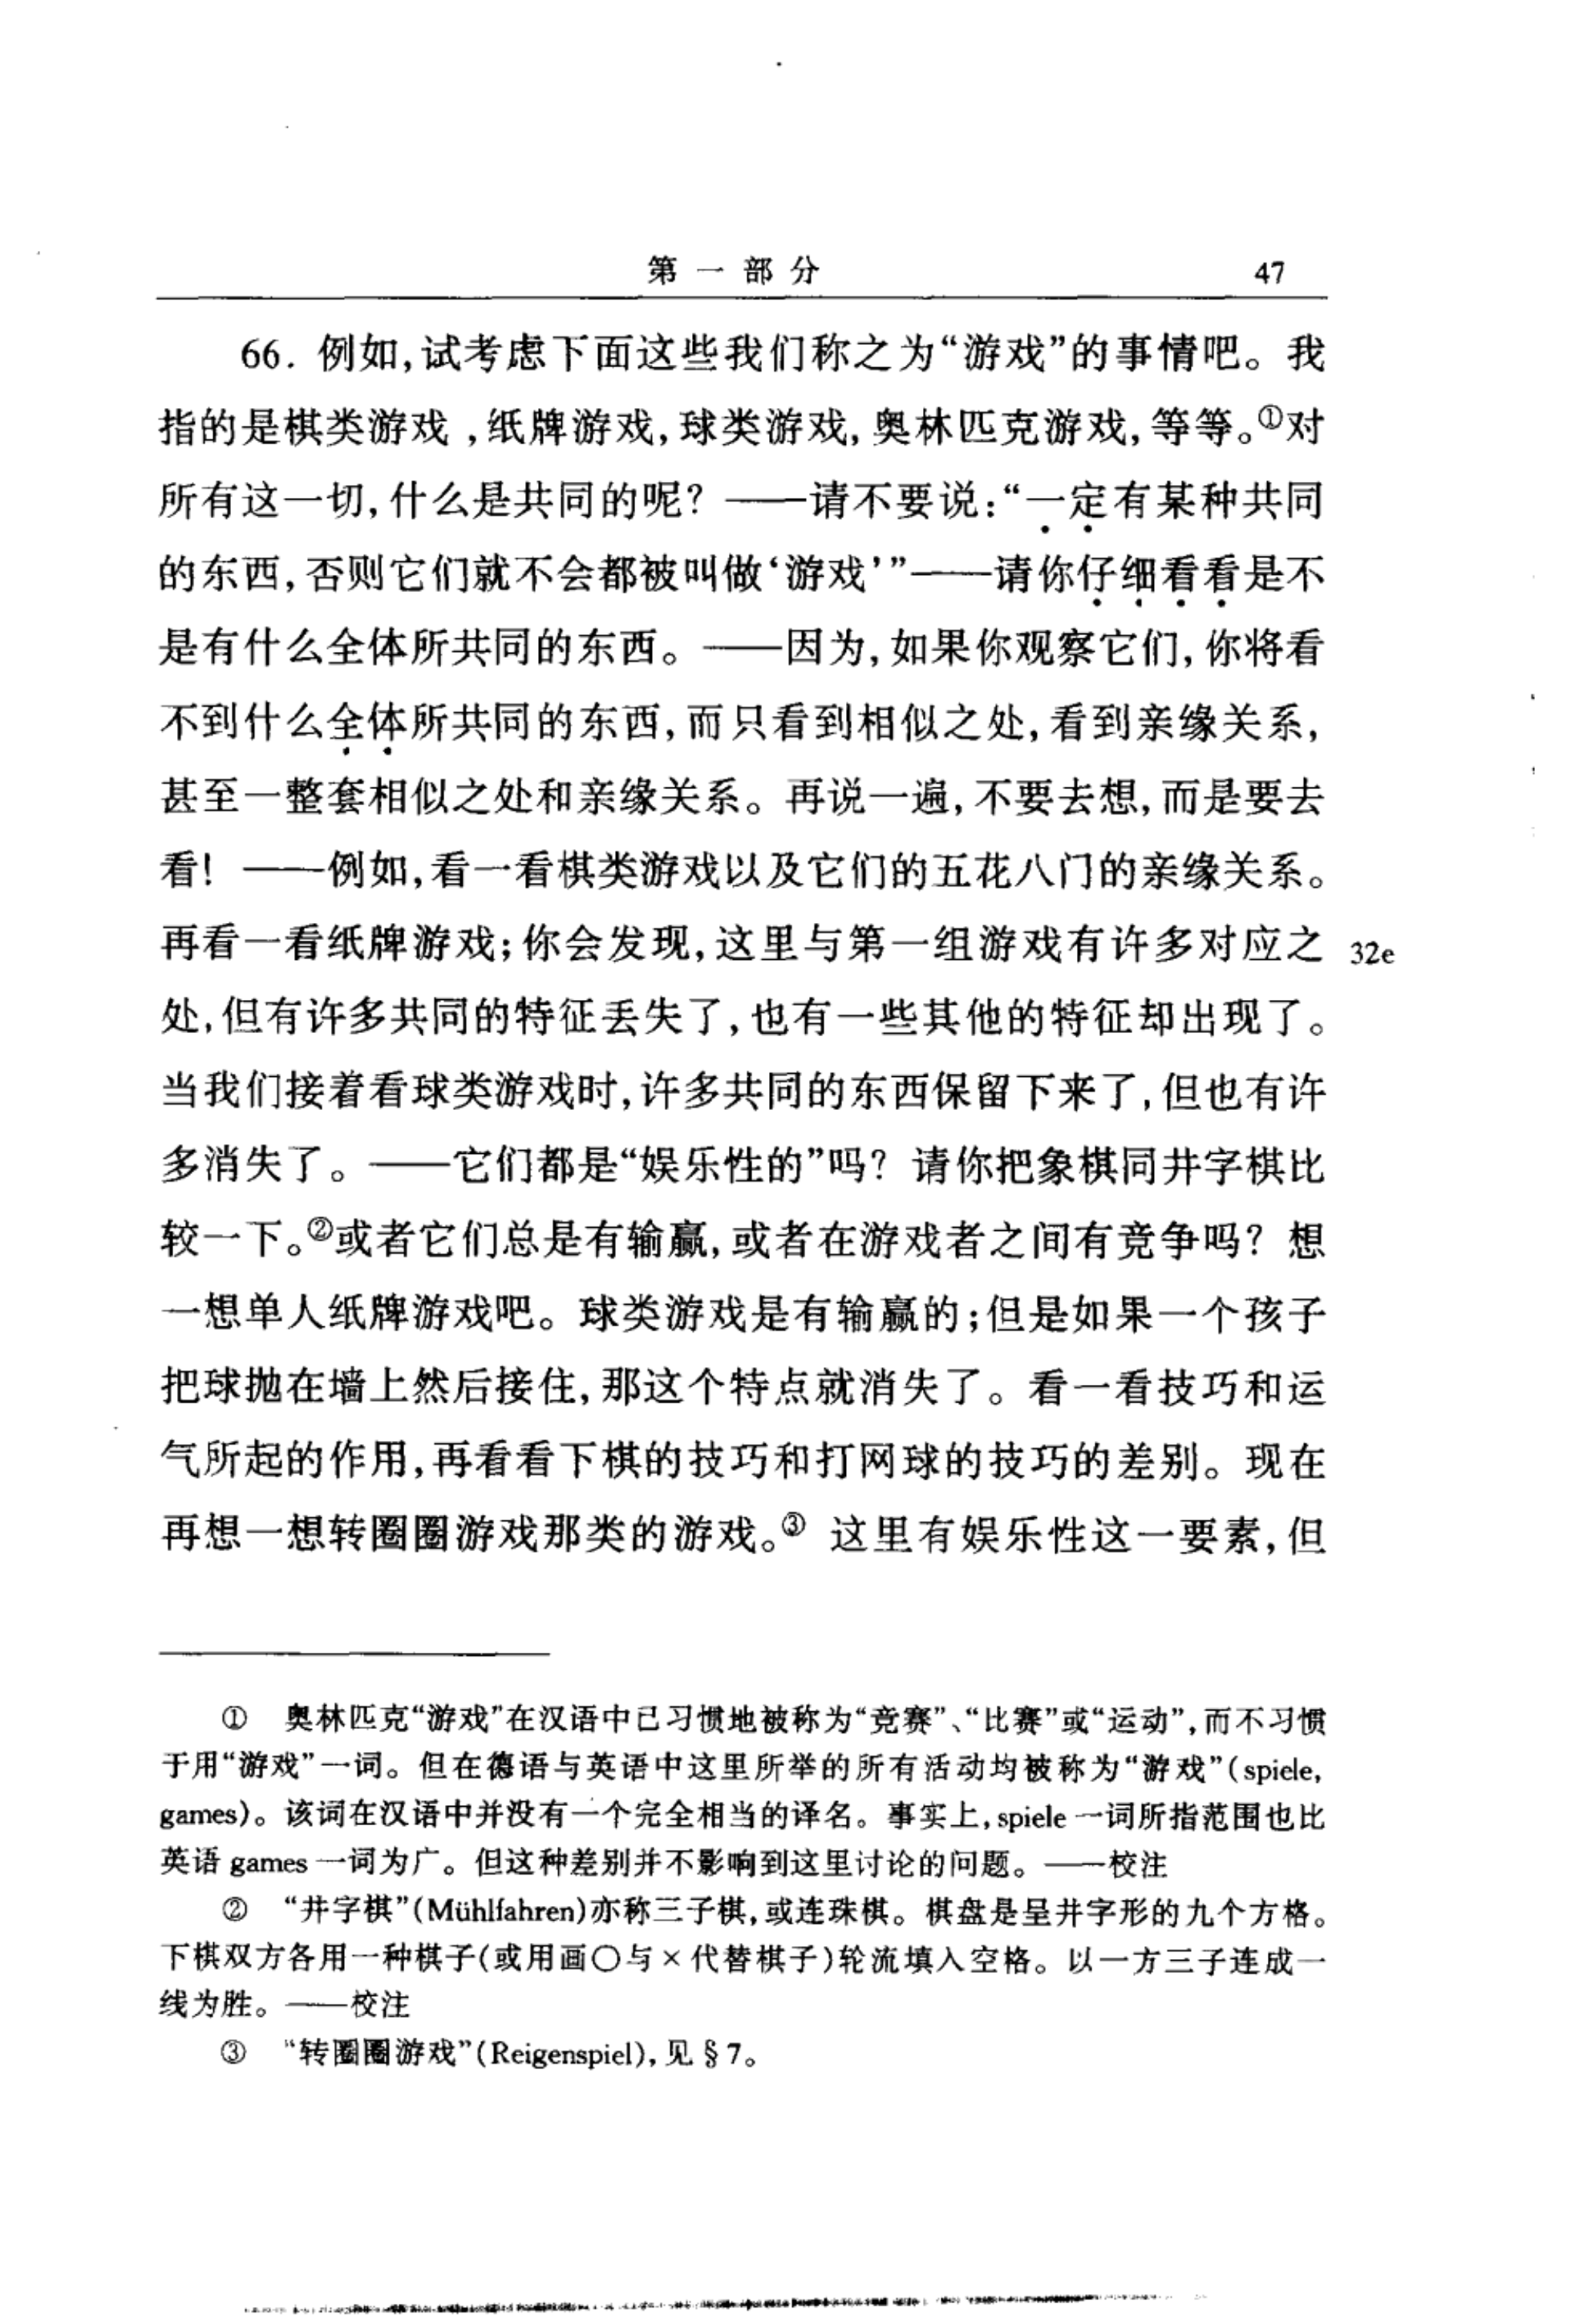 第一部分 47
66. 例如,试考虑下面这些我们称之为“游戏”的事情吧。我
指的是棋类游戏,纸牌游戏,球类游戏,奥林匹克游戏,等等。①对
所有这一切,什么是共同的呢?——请不要说:“一定有某种共同
的东西,否则它们就不会都被叫做‘游戏’”——请你仔细看看是不
是有什么全体所共同的东西。——因为,如果你观察它们,你将看
不到什么全体所共同的东西,而只看到相似之处,看到亲缘关系,
甚至一整套相似之处和亲缘关系。再说一遍,不要去想,而是要去
看!——例如,看一看棋类游戏以及它们的五花八门的亲缘关系。
再看一看纸牌游戏;你会发现,这里与第一组游戏有许多对应之 32e
处,但有许多共同的特征丢失了,也有一些其他的特征却出现了。
当我们接着看球类游戏时,许多共同的东西保留下来了,但也有许
多消失了。——它们都是“娱乐性的”吗?请你把象棋同井字棋比
较一下。②或者它们总是有输赢,或者在游戏者之间有竞争吗?想
一想单人纸牌游戏吧。球类游戏是有输赢的;但是如果一个孩子
把球抛在墙上然后接住,那这个特点就消失了。看一看技巧和运
气所起的作用,再看看下棋的技巧和打网球的技巧的差别。现在
再想一想转圈圈游戏那类的游戏。③ 这里有娱乐性这一要素,但
① 奥林匹克“游戏”在汉语中已习惯地被称为“竞赛”、“比赛”或“运动”,而不习惯
于用“游戏”一词。但在德语与英语中这里所举的所有活动均被称为“游戏”(spiele,
games)。该词在汉语中并没有一个完全相当的译名。事实上,spiele 一词所指范围也比
英语 games 一词为广。但这种差别并不影响到这里讨论的问题。——校注
② “井字棋”(Mühlfahren)亦称三子棋,或连珠棋。棋盘是呈井字形的九个方格。
下棋双方各用一种棋子(或用画○与×代替棋子)轮流填入空格。以一方三子连成一
线为胜。——校注
③ “转圈圈游戏”(Reigenspiel),见§7。